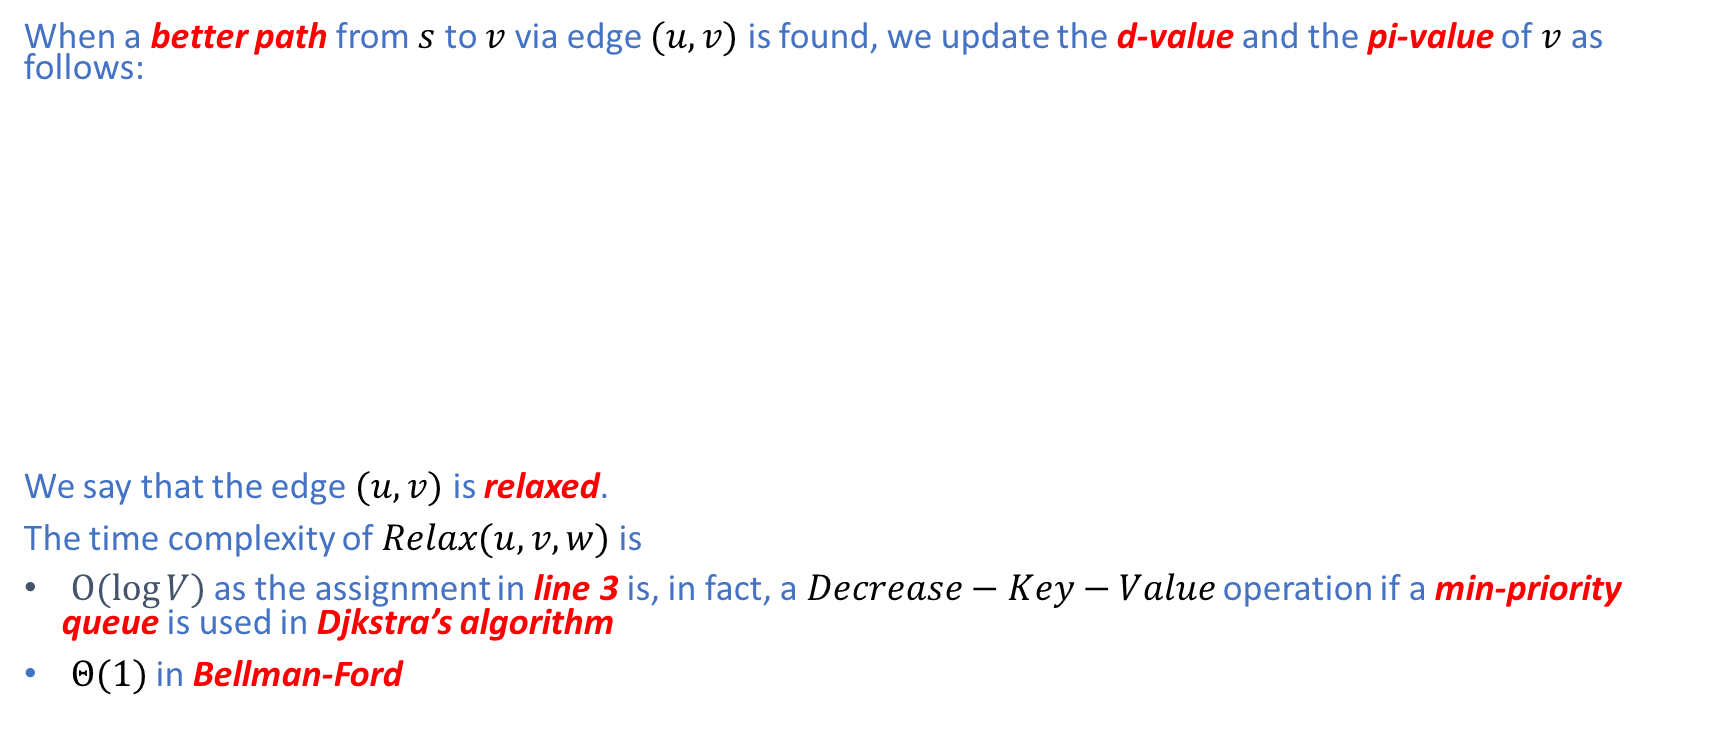 When a better path from s to v via edge (u, v) is found, we update the d-value and the pi-value of v as
follows:
We say that the edge (u, v) is relaxed.
The time complexity of Relax(u, v, w) is
• O(log V) as the assignment in line 3 is, in fact, a Decrease − Key − Value operation if a min-priority
queue is used in Djkstra’s algorithm
• Θ(1) in Bellman-Ford